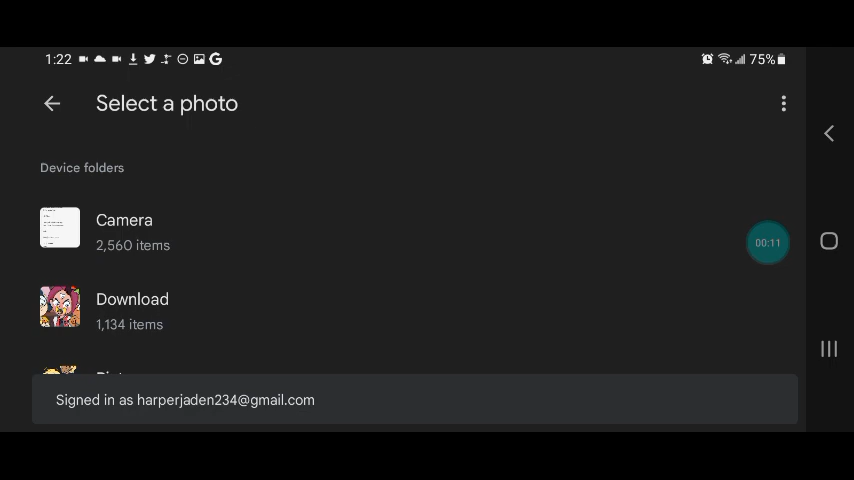 1:22 75%
Select a photo
Device folders
Camera
2,560 items
00:11
Download
1,134 items
Signed in as harperjaden234@gmail.com